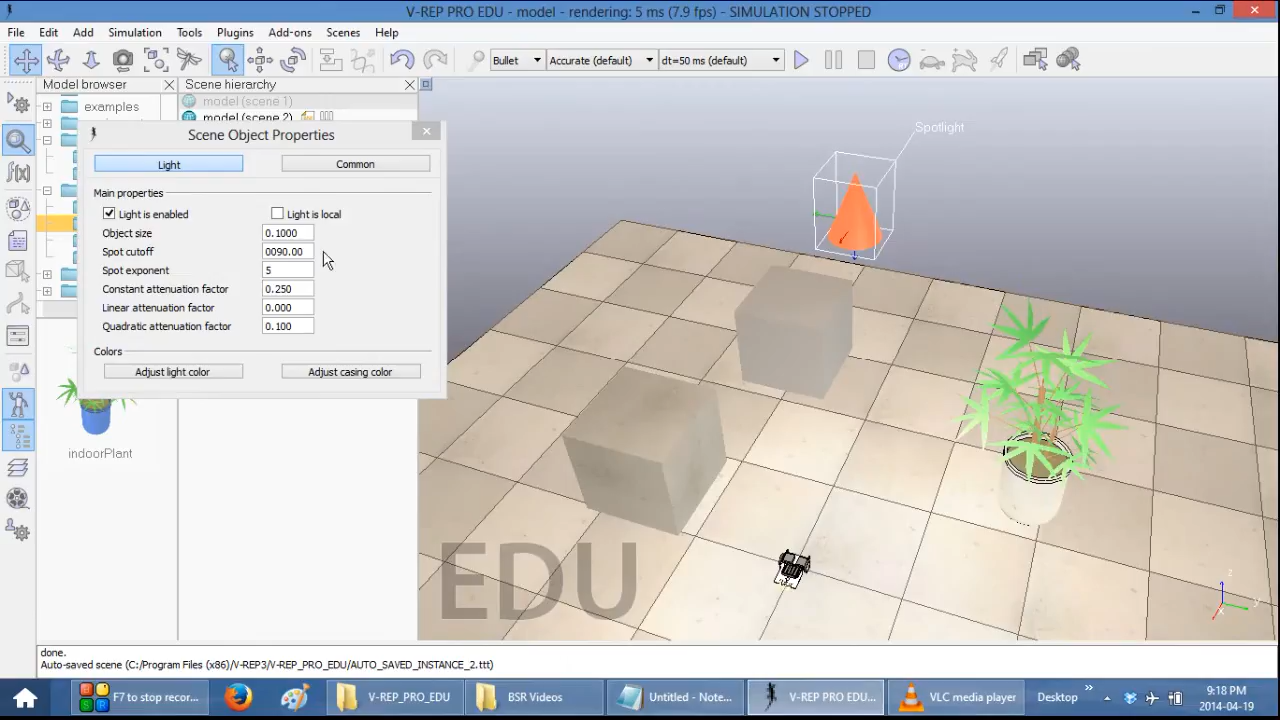 V-REP PRO EDU - model - rendering: 5 ms (7.9 fps) - SIMULATION STOPPED
File Edit Add Simulation Tools Plugins Add-ons Scenes Help
Bullet Accurate (default) dt=50 ms (default)
Model browser Scene hierarchy
examples model (scene 1)
model (scene 2)
Scene Object Properties
Light Common
Main properties
Light is enabled Light is local
Object size 0.1000
Spot cutoff 0090.00
Spot exponent 5
Constant attenuation factor 0.250
Linear attenuation factor 0.000
Quadratic attenuation factor 0.100
Colors
Adjust light color Adjust casing color
indoorPlant
Spotlight
EDU
z
y
x
done.
Auto-saved scene (C:/Program Files (x86)/V-REP3/V-REP_PRO_EDU/AUTO_SAVED_INSTANCE_2.ttt)
F7 to stop recor... V-REP_PRO_EDU BSR Videos Untitled - Note... V-REP PRO EDU... VLC media player Desktop
9:18 PM
2014-04-19